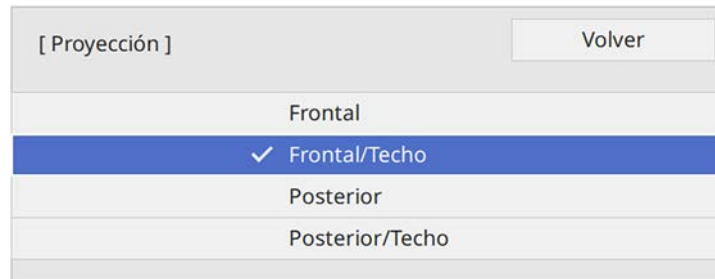 [ Proyección ]
Volver
Frontal
✓ Frontal/Techo
Posterior
Posterior/Techo